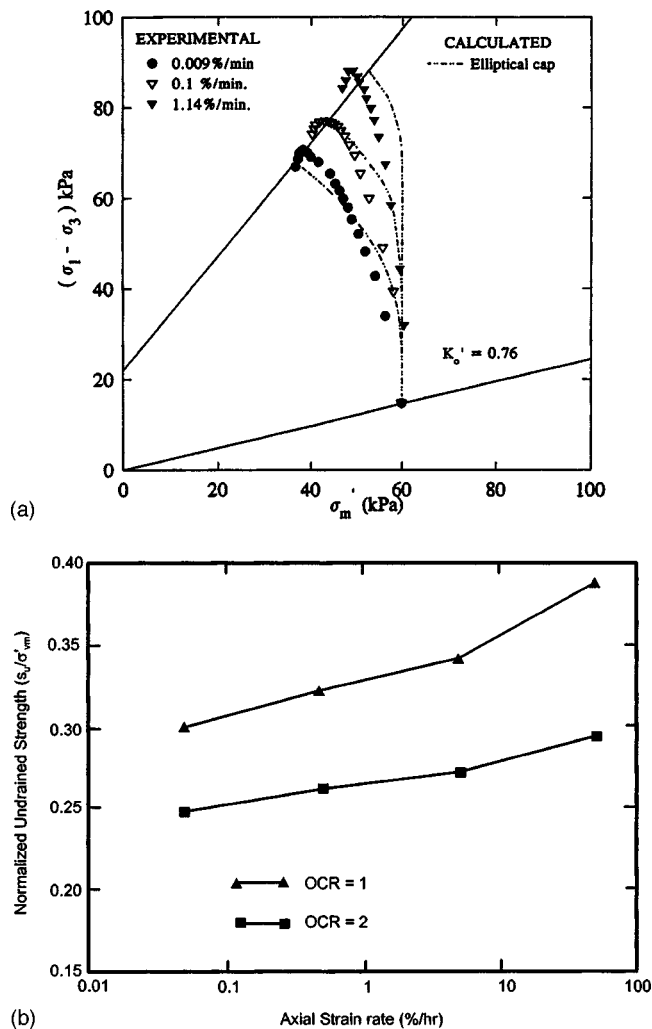 EXPERIMENTAL
0.009%/min
0.1 %/min.
1.14%/min.
CALCULATED
Elliptical cap
(σ1 - σ3) kPa
100
80
60
40
20
0
Ko' = 0.76
0
20
40
60
80
100
σm' (kPa)
(a)
Normalized Undrained Strength (su/σ'vm)
0.40
0.35
0.30
0.25
0.20
0.15
OCR = 1
OCR = 2
0.01
0.1
1
10
100
Axial Strain rate (%/hr)
(b)